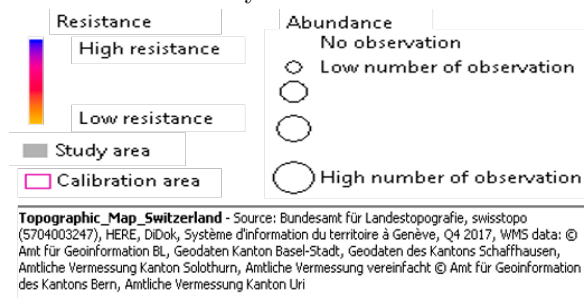 Resistance
High resistance
Low resistance
Study area
Calibration area
Abundance
No observation
Low number of observation
High number of observation
Topographic_Map_Switzerland - Source: Bundesamt für Landestopografie, swisstopo
(5704003247), HERE, DiDok, Système d'information du territoire à Genève, Q4 2017, WMS data: ©
Amt für Geoinformation BL, Geodaten Kanton Basel-Stadt, Geodaten des Kantons Schaffhausen,
Amtliche Vermessung Kanton Solothurn, Amtliche Vermessung vereinfacht © Amt für Geoinformation
des Kantons Bern, Amtliche Vermessung Kanton Uri